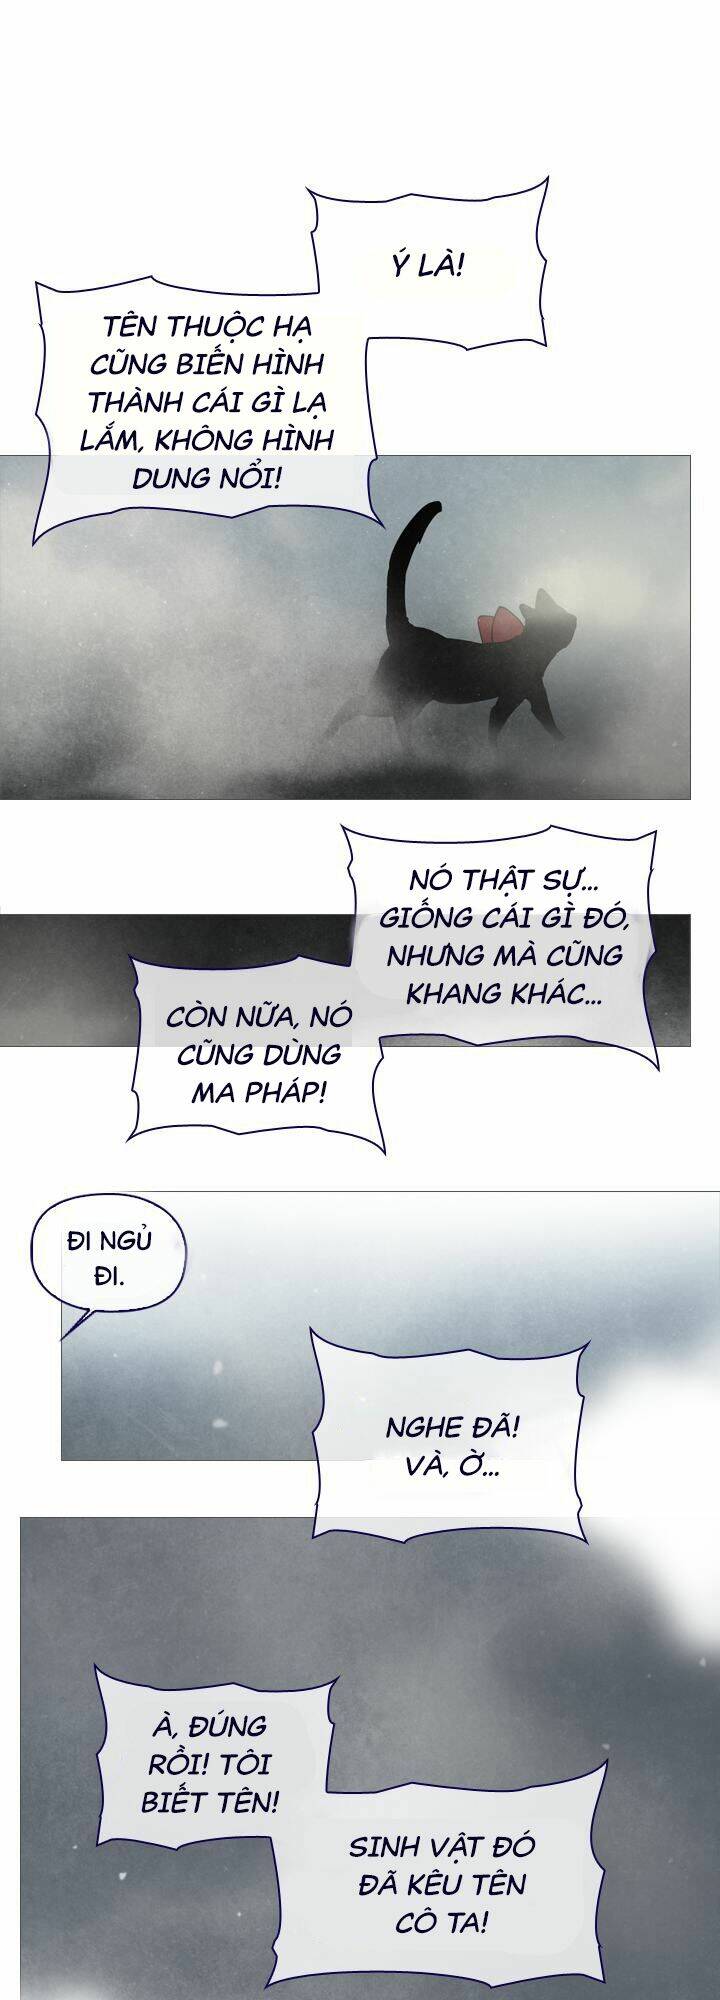 Ý LÀ!
TÊN THUỘC HẠ
CŨNG BIẾN HÌNH
THÀNH CÁI GÌ LẠ
LẮM, KHÔNG HÌNH
DUNG NỔI!
NÓ THẬT SỰ...
GIỐNG CÁI GÌ ĐÓ,
NHƯNG MÀ CŨNG
KHANG KHÁC...
CÒN NỮA, NÓ
CŨNG DÙNG
MA PHÁP!
ĐI NGỦ
ĐI.
NGHE ĐÃ!
VÀ, Ờ...
À, ĐÚNG
RỒI! TÔI
BIẾT TÊN!
SINH VẬT ĐÓ
ĐÃ KÊU TÊN
CÔ TA!